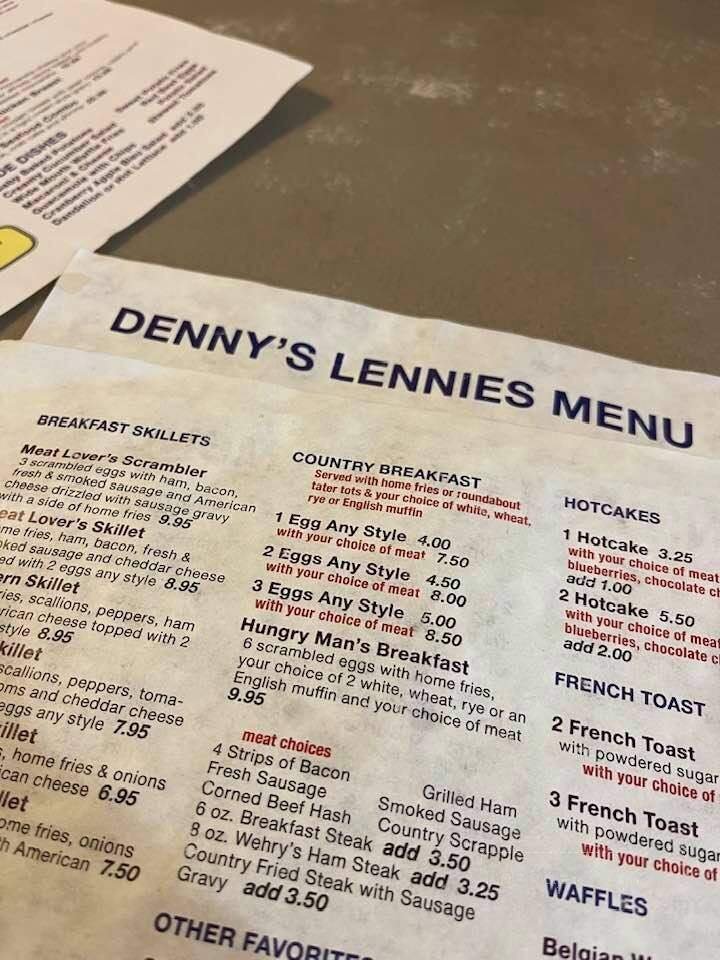 DE DISHES
DENNY'S LENNIES MENU
BREAKFAST SKILLETS
Meat Lover's Scrambler
3 scrambled eggs with ham, bacon,
fresh & smoked sausage and American
cheese drizzled with sausage gravy
with a side of home fries 9.95
eat Lover's Skillet
me fries, ham, bacon, fresh &
ked sausage and cheddar cheese
ed with 2 eggs any style 8.95
rn Skillet
ries, scallions, peppers, ham
rican cheese topped with 2
style 8.95
killet
scallions, peppers, toma-
oms and cheddar cheese
eggs any style 7.95
illet
s, home fries & onions
ican cheese 6.95
llet
ome fries, onions
h American 7.50
COUNTRY BREAKFAST
Served with home fries or roundabout
tater tots & your choice of white, wheat,
rye or English muffin
1 Egg Any Style 4.00
with your choice of meat 7.50
2 Eggs Any Style 4.50
with your choice of meat 8.00
3 Eggs Any Style 5.00
with your choice of meat 8.50
Hungry Man's Breakfast
6 scrambled eggs with home fries,
your choice of 2 white, wheat, rye or an
English muffin and your choice of meat
9.95
meat choices
4 Strips of Bacon Grilled Ham
Fresh Sausage Smoked Sausage
Corned Beef Hash Country Scrapple
6 oz. Breakfast Steak add 3.50
8 oz. Wehry's Ham Steak add 3.25
Country Fried Steak with Sausage
Gravy add 3.50
OTHER FAVORITES
HOTCAKES
1 Hotcake 3.25
with your choice of meat
blueberries, chocolate ch
add 1.00
2 Hotcake 5.50
with your choice of meat
blueberries, chocolate c
add 2.00
FRENCH TOAST
2 French Toast
with powdered sugar
with your choice of
3 French Toast
with powdered sugar
with your choice of
WAFFLES
Belgian